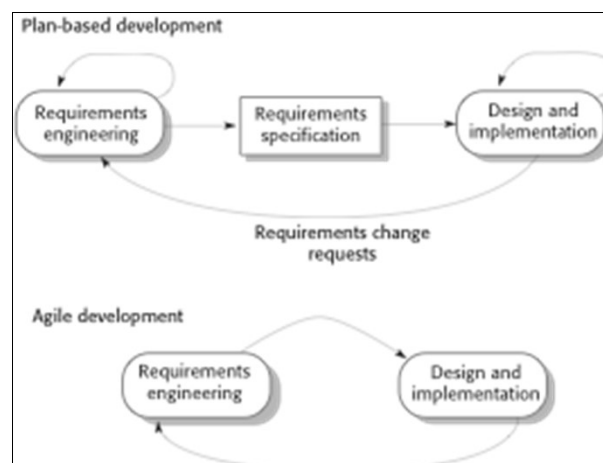 Plan-based development
Requirements
engineering
Requirements
specification
Design and
implementation
Requirements change
requests
Agile development
Requirements
engineering
Design and
implementation